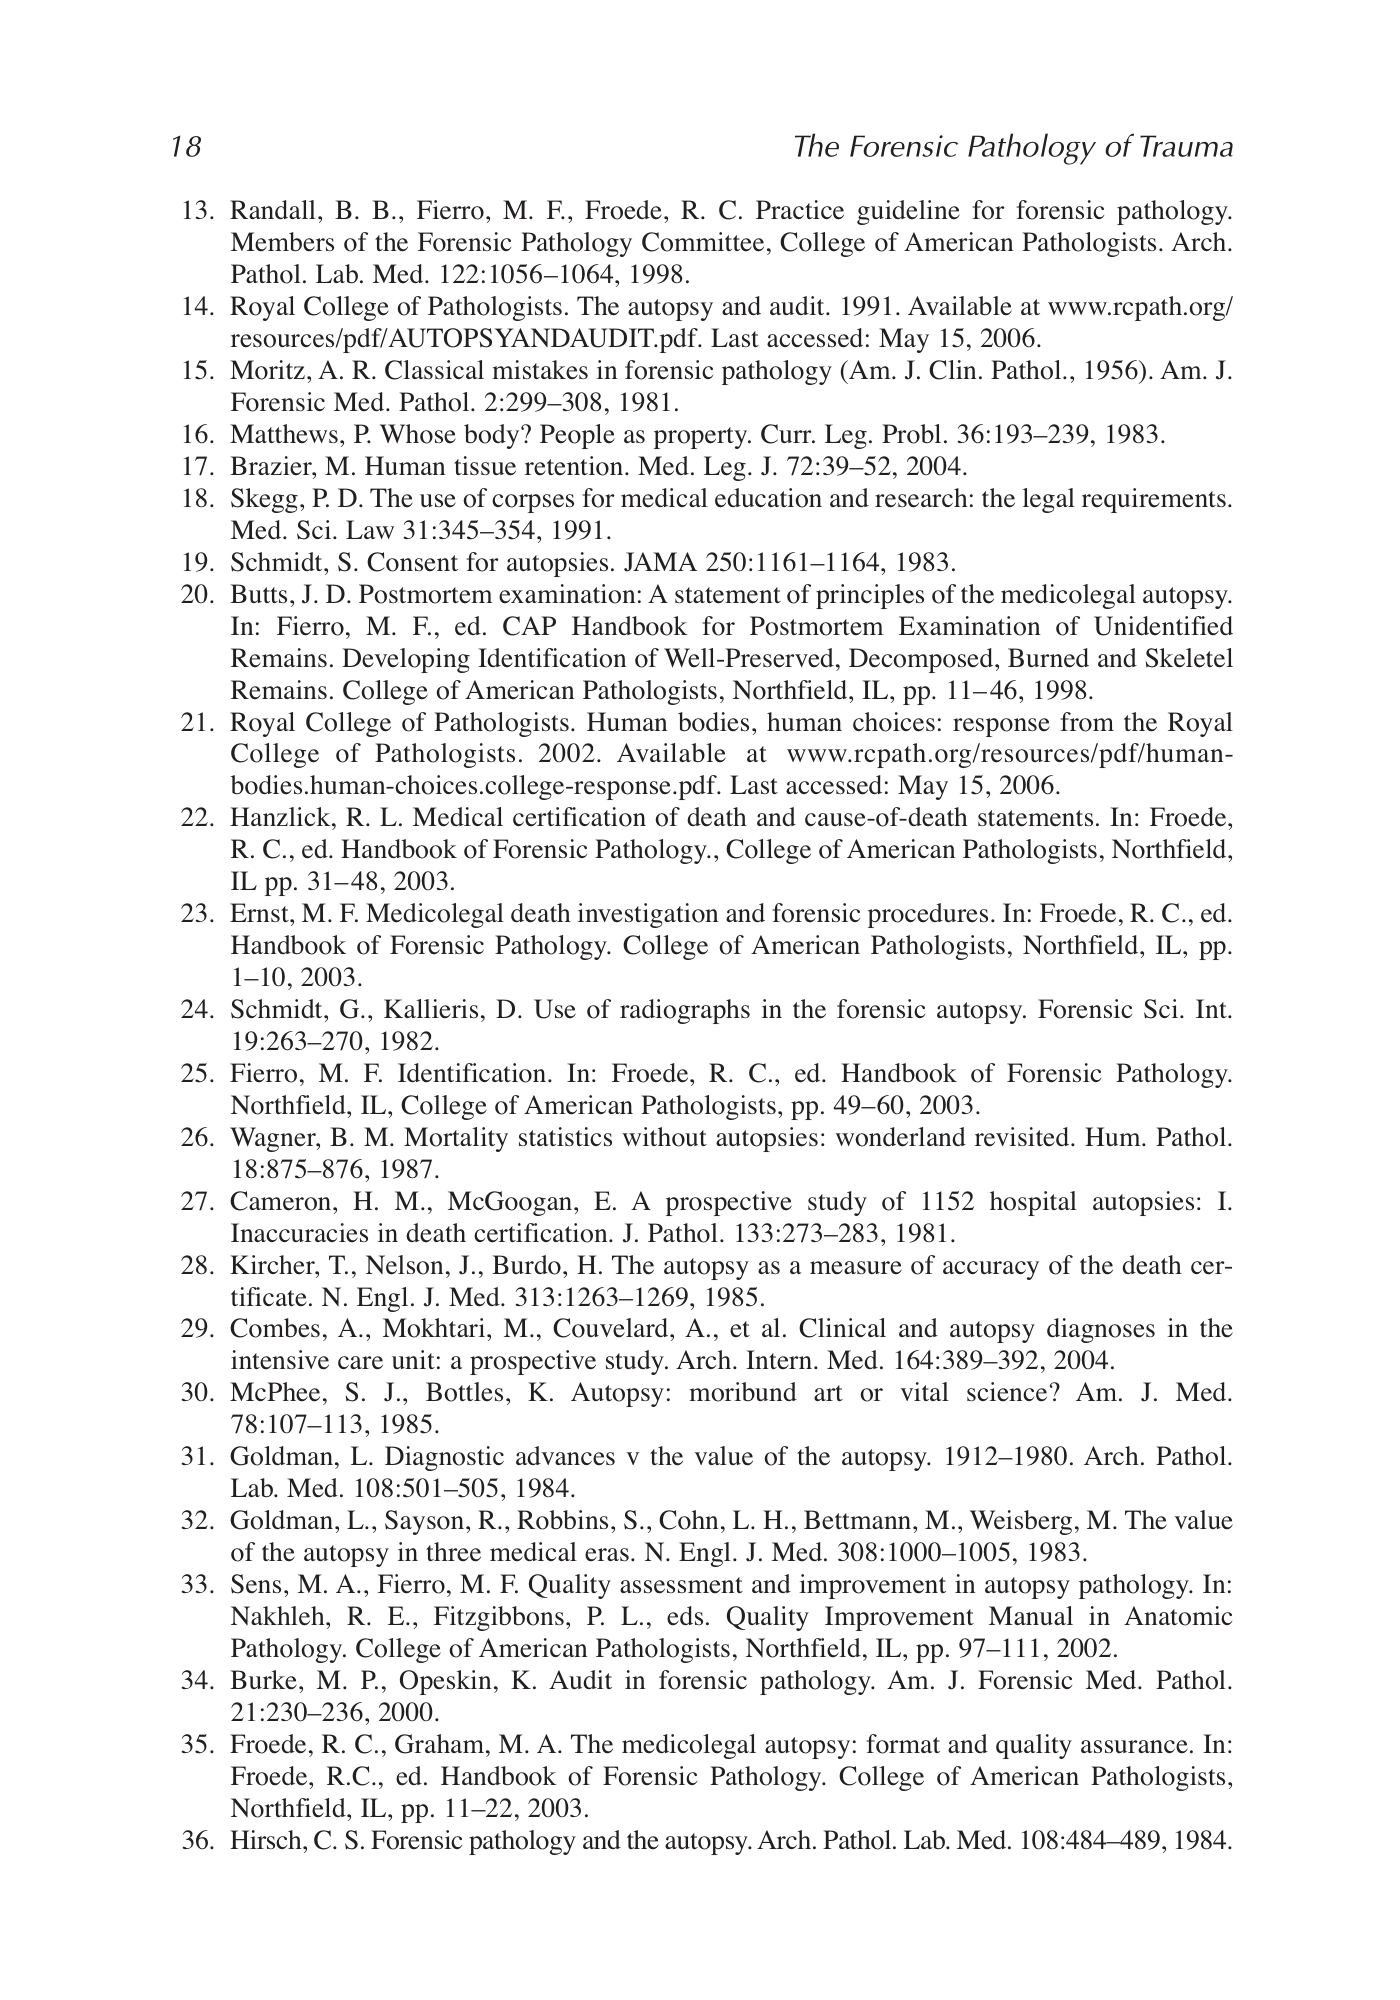 18 The Forensic Pathology of Trauma
13. Randall, B. B., Fierro, M. F., Froede, R. C. Practice guideline for forensic pathology.
Members of the Forensic Pathology Committee, College of American Pathologists. Arch.
Pathol. Lab. Med. 122:1056–1064, 1998.
14. Royal College of Pathologists. The autopsy and audit. 1991. Available at www.rcpath.org/
resources/pdf/AUTOPSYANDAUDIT.pdf. Last accessed: May 15, 2006.
15. Moritz, A. R. Classical mistakes in forensic pathology (Am. J. Clin. Pathol., 1956). Am. J.
Forensic Med. Pathol. 2:299–308, 1981.
16. Matthews, P. Whose body? People as property. Curr. Leg. Probl. 36:193–239, 1983.
17. Brazier, M. Human tissue retention. Med. Leg. J. 72:39–52, 2004.
18. Skegg, P. D. The use of corpses for medical education and research: the legal requirements.
Med. Sci. Law 31:345–354, 1991.
19. Schmidt, S. Consent for autopsies. JAMA 250:1161–1164, 1983.
20. Butts, J. D. Postmortem examination: A statement of principles of the medicolegal autopsy.
In: Fierro, M. F., ed. CAP Handbook for Postmortem Examination of Unidentified
Remains. Developing Identification of Well-Preserved, Decomposed, Burned and Skeletel
Remains. College of American Pathologists, Northfield, IL, pp. 11–46, 1998.
21. Royal College of Pathologists. Human bodies, human choices: response from the Royal
College of Pathologists. 2002. Available at www.rcpath.org/resources/pdf/human-
bodies.human-choices.college-response.pdf. Last accessed: May 15, 2006.
22. Hanzlick, R. L. Medical certification of death and cause-of-death statements. In: Froede,
R. C., ed. Handbook of Forensic Pathology., College of American Pathologists, Northfield,
IL pp. 31–48, 2003.
23. Ernst, M. F. Medicolegal death investigation and forensic procedures. In: Froede, R. C., ed.
Handbook of Forensic Pathology. College of American Pathologists, Northfield, IL, pp.
1–10, 2003.
24. Schmidt, G., Kallieris, D. Use of radiographs in the forensic autopsy. Forensic Sci. Int.
19:263–270, 1982.
25. Fierro, M. F. Identification. In: Froede, R. C., ed. Handbook of Forensic Pathology.
Northfield, IL, College of American Pathologists, pp. 49–60, 2003.
26. Wagner, B. M. Mortality statistics without autopsies: wonderland revisited. Hum. Pathol.
18:875–876, 1987.
27. Cameron, H. M., McGoogan, E. A prospective study of 1152 hospital autopsies: I.
Inaccuracies in death certification. J. Pathol. 133:273–283, 1981.
28. Kircher, T., Nelson, J., Burdo, H. The autopsy as a measure of accuracy of the death cer-
tificate. N. Engl. J. Med. 313:1263–1269, 1985.
29. Combes, A., Mokhtari, M., Couvelard, A., et al. Clinical and autopsy diagnoses in the
intensive care unit: a prospective study. Arch. Intern. Med. 164:389–392, 2004.
30. McPhee, S. J., Bottles, K. Autopsy: moribund art or vital science? Am. J. Med.
78:107–113, 1985.
31. Goldman, L. Diagnostic advances v the value of the autopsy. 1912–1980. Arch. Pathol.
Lab. Med. 108:501–505, 1984.
32. Goldman, L., Sayson, R., Robbins, S., Cohn, L. H., Bettmann, M., Weisberg, M. The value
of the autopsy in three medical eras. N. Engl. J. Med. 308:1000–1005, 1983.
33. Sens, M. A., Fierro, M. F. Quality assessment and improvement in autopsy pathology. In:
Nakhleh, R. E., Fitzgibbons, P. L., eds. Quality Improvement Manual in Anatomic
Pathology. College of American Pathologists, Northfield, IL, pp. 97–111, 2002.
34. Burke, M. P., Opeskin, K. Audit in forensic pathology. Am. J. Forensic Med. Pathol.
21:230–236, 2000.
35. Froede, R. C., Graham, M. A. The medicolegal autopsy: format and quality assurance. In:
Froede, R.C., ed. Handbook of Forensic Pathology. College of American Pathologists,
Northfield, IL, pp. 11–22, 2003.
36. Hirsch, C. S. Forensic pathology and the autopsy. Arch. Pathol. Lab. Med. 108:484–489, 1984.